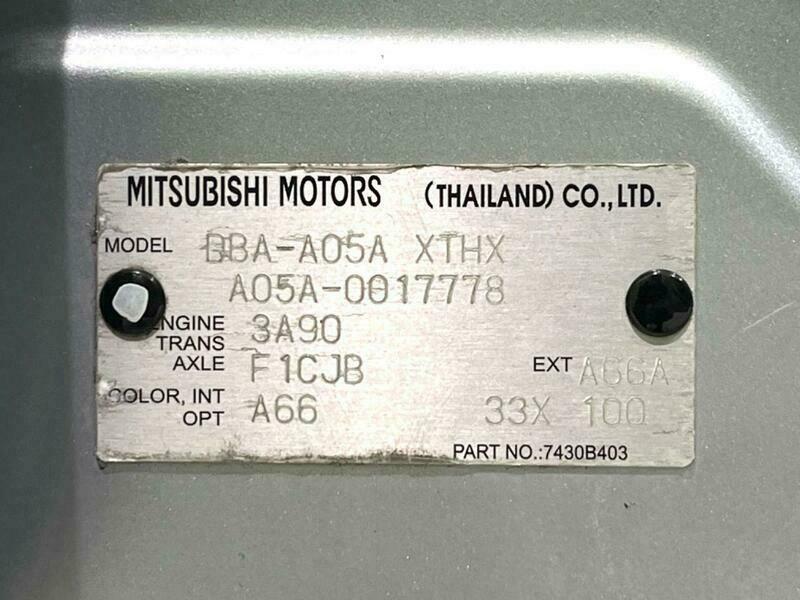 MITSUBISHI MOTORS (THAILAND) CO.,LTD.
MODEL BBA-A05A XTHX
A05A-0017778
ENGINE 3A90
TRANS
AXLE F1CJB EXT A66A
COLOR, INT
OPT A66 33X 100
PART NO.:7430B403